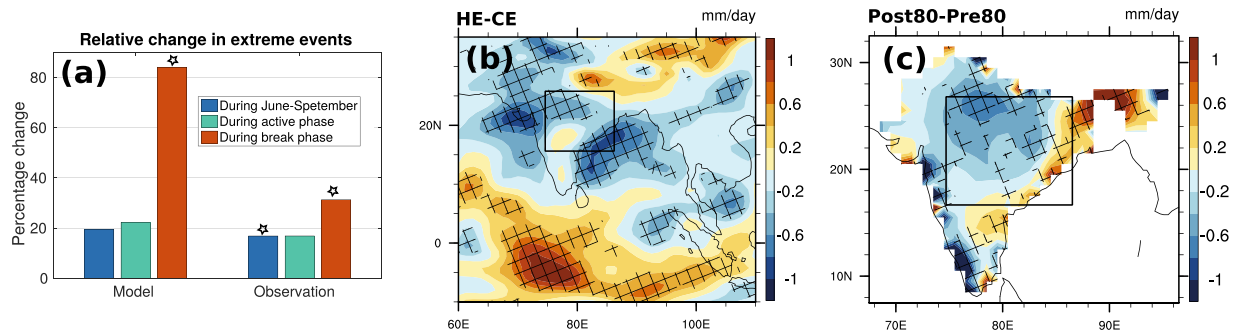 Relative change in extreme events
(a)
Percentage change
80
60
40
20
0
During June-Spetember
During active phase
During break phase
Model
Observation
HE-CE
mm/day
(b)
20N
0
60E
80E
100E
1
0.6
0.2
-0.2
-0.6
-1
Post80-Pre80
mm/day
(c)
30N
20N
10N
70E
80E
90E
1
0.6
0.2
-0.2
-0.6
-1